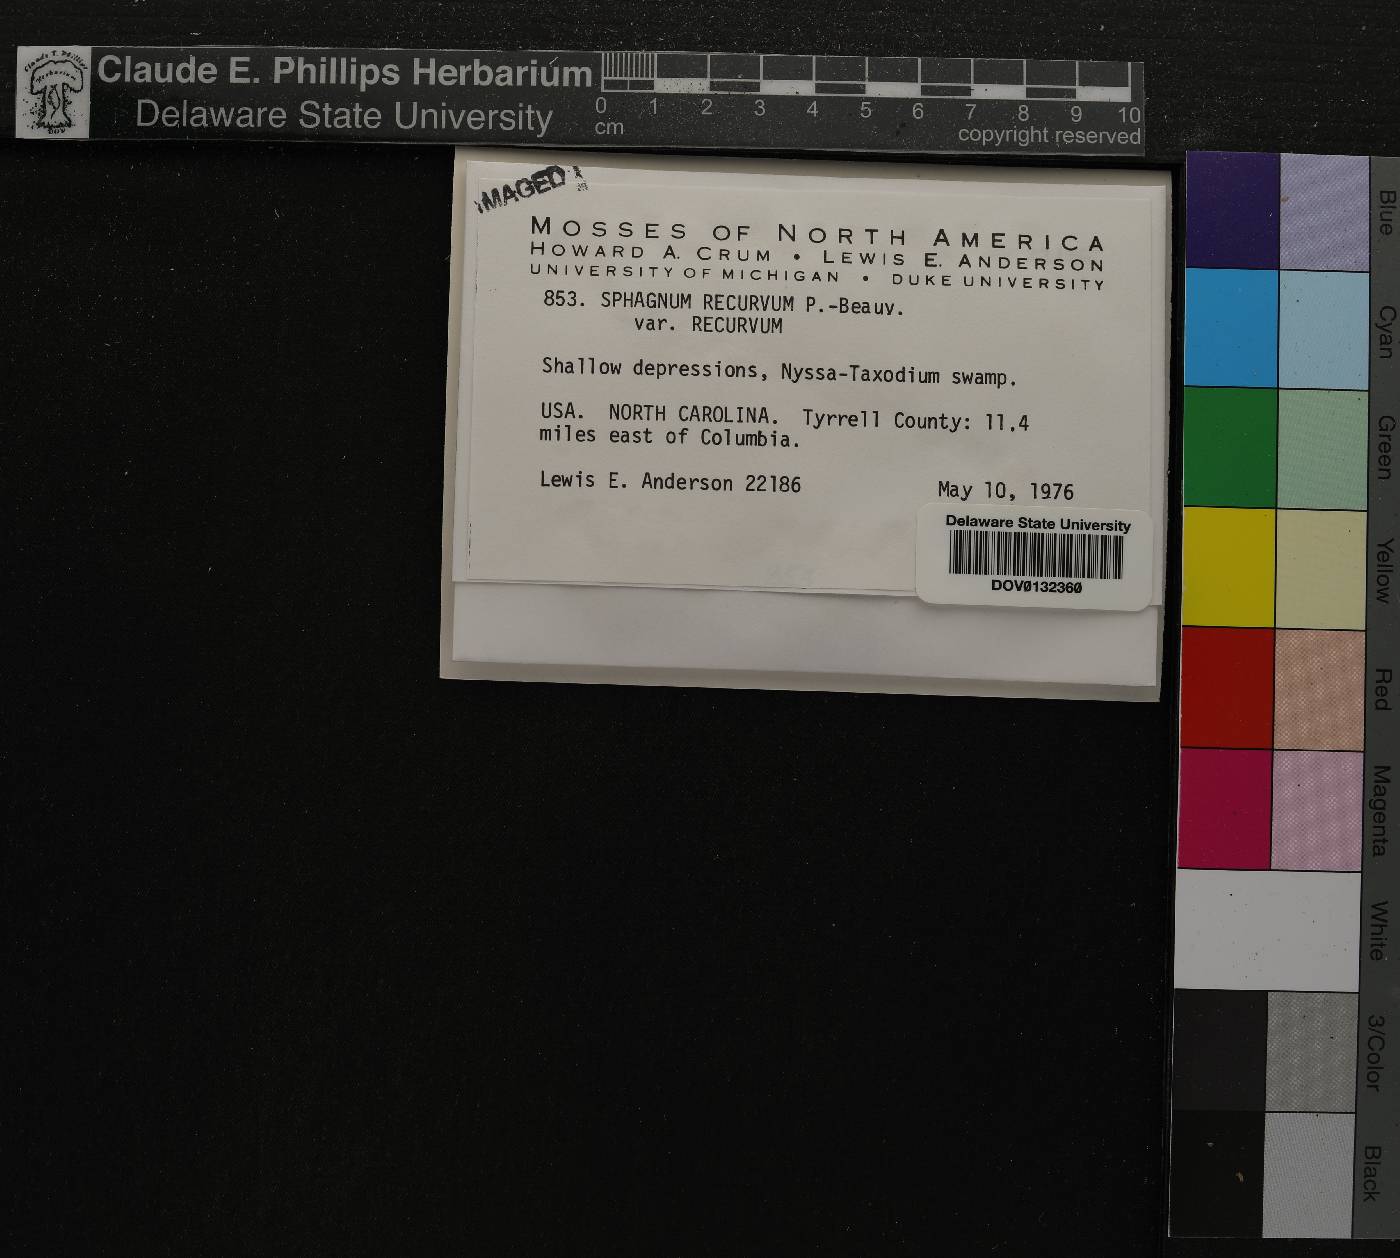 Claude E. Phillips Herbarium
Delaware State University
0 1 2 3 4 5 6 7 8 9 10
cm
copyright reserved
IMAGED
MOSSES OF NORTH AMERICA
HOWARD A. CRUM • LEWIS E. ANDERSON
UNIVERSITY OF MICHIGAN • DUKE UNIVERSITY
853. SPHAGNUM RECURVUM P.-Beauv.
var. RECURVUM
Shallow depressions, Nyssa-Taxodium swamp.
USA. NORTH CAROLINA. Tyrrell County: 11.4
miles east of Columbia.
Lewis E. Anderson 22186 May 10, 1976
Delaware State University
DOV0132360
Blue
Cyan
Green
Yellow
Red
Magenta
White
3/Color
Black